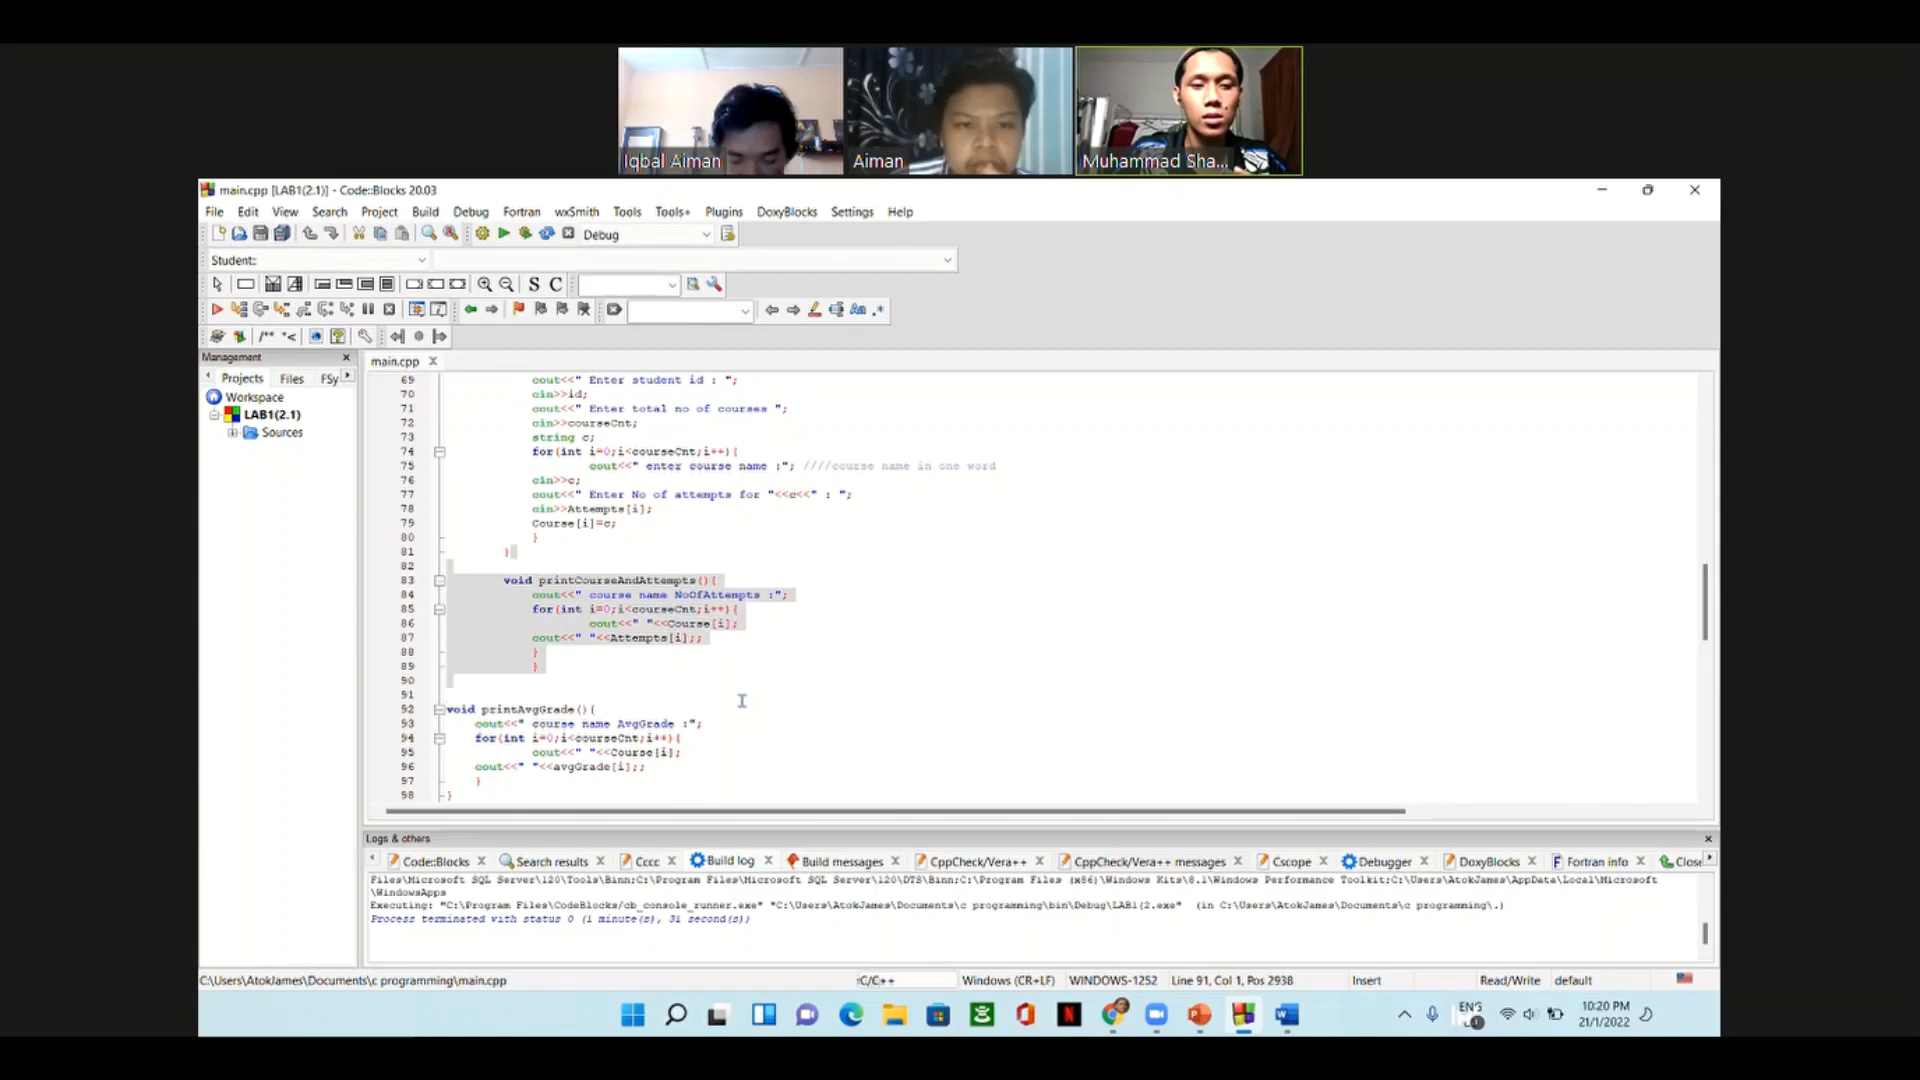 Iqbal Aiman
Aiman
Muhammad Sha...
main.cpp [LAB1(2.1)] - Code::Blocks 20.03
File Edit View Search Project Build Debug Fortran wxSmith Tools Tools+ Plugins DoxyBlocks Settings Help
Debug
Student::
S C
/** *<
Aa .*
Management
main.cpp
Projects Files FSy
Workspace
LAB1(2.1)
Sources
69 cout<<" Enter student id : ";
70 cin>>id;
71 cout<<" Enter total no of courses ";
72 cin>>courseCnt;
73 string c;
74 for(int i=0;i<courseCnt;i++){
75 cout<<" enter course name :"; ////course name in one word
76 cin>>c;
77 cout<<" Enter No of attempts for "<<c<<" : ";
78 cin>>Attempts[i];
79 Course[i]=c;
80 }
81 }
82
83 void printCourseAndAttempts(){
84 cout<<" course name NoOfAttempts :";
85 for(int i=0;i<courseCnt;i++){
86 cout<<" "<<Course[i];
87 cout<<" "<<Attempts[i];;
88 }
89 }
90
91
92 void printAvgGrade(){
93 cout<<" course name AvgGrade :";
94 for(int i=0;i<courseCnt;i++){
95 cout<<" "<<Course[i];
96 cout<<" "<<avgGrade[i];;
97 }
98 }
Logs & others
Code::Blocks Search results Cccc Build log Build messages CppCheck/Vera++ CppCheck/Vera++ messages Cscope Debugger DoxyBlocks Fortran info Close
Files\Microsoft SQL Server\120\Tools\Binn;C:\Program Files\Microsoft SQL Server\120\DTS\Binn;C:\Program Files (x86)\Windows Kits\8.1\Windows Performance Toolkit;C:\Users\AtokJames\AppData\Local\Microsoft
\WindowsApps
Executing: "C:\Program Files\CodeBlocks/cb_console_runner.exe" "C:\Users\AtokJames\Documents\c programming\bin\Debug\LAB1(2.exe" (in C:\Users\AtokJames\Documents\c programming\.)
Process terminated with status 0 (1 minute(s), 31 second(s))
C:\Users\AtokJames\Documents\c programming\main.cpp C/C++ Windows (CR+LF) WINDOWS-1252 Line 91, Col 1, Pos 2938 Insert Read/Write default
ENG
10:20 PM
21/1/2022